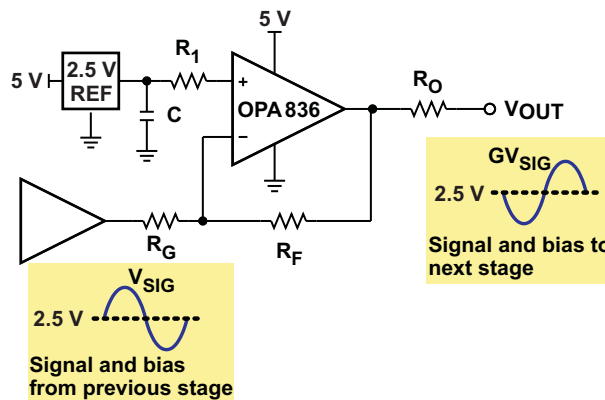 5 V
R1
5 V
2.5 V
REF
+
OPA836
RO
C
VOUT
−
GVSIG
2.5 V
RG
RF
Signal and bias to
next stage
VSIG
2.5 V
Signal and bias
from previous stage